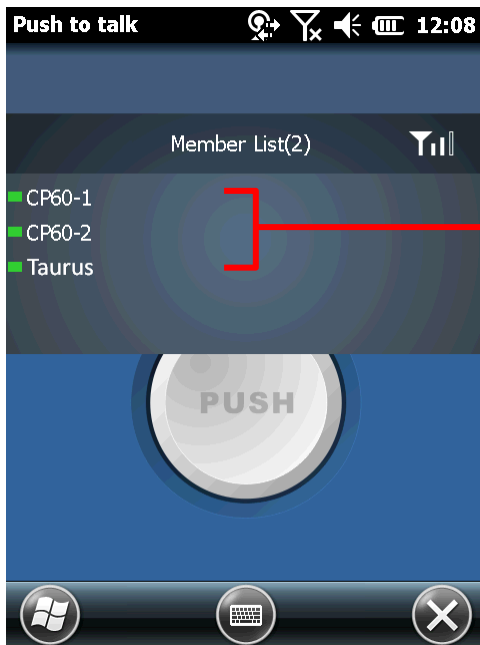 Push to talk 12:08
Member List(2)
CP60-1
CP60-2
Taurus
PUSH